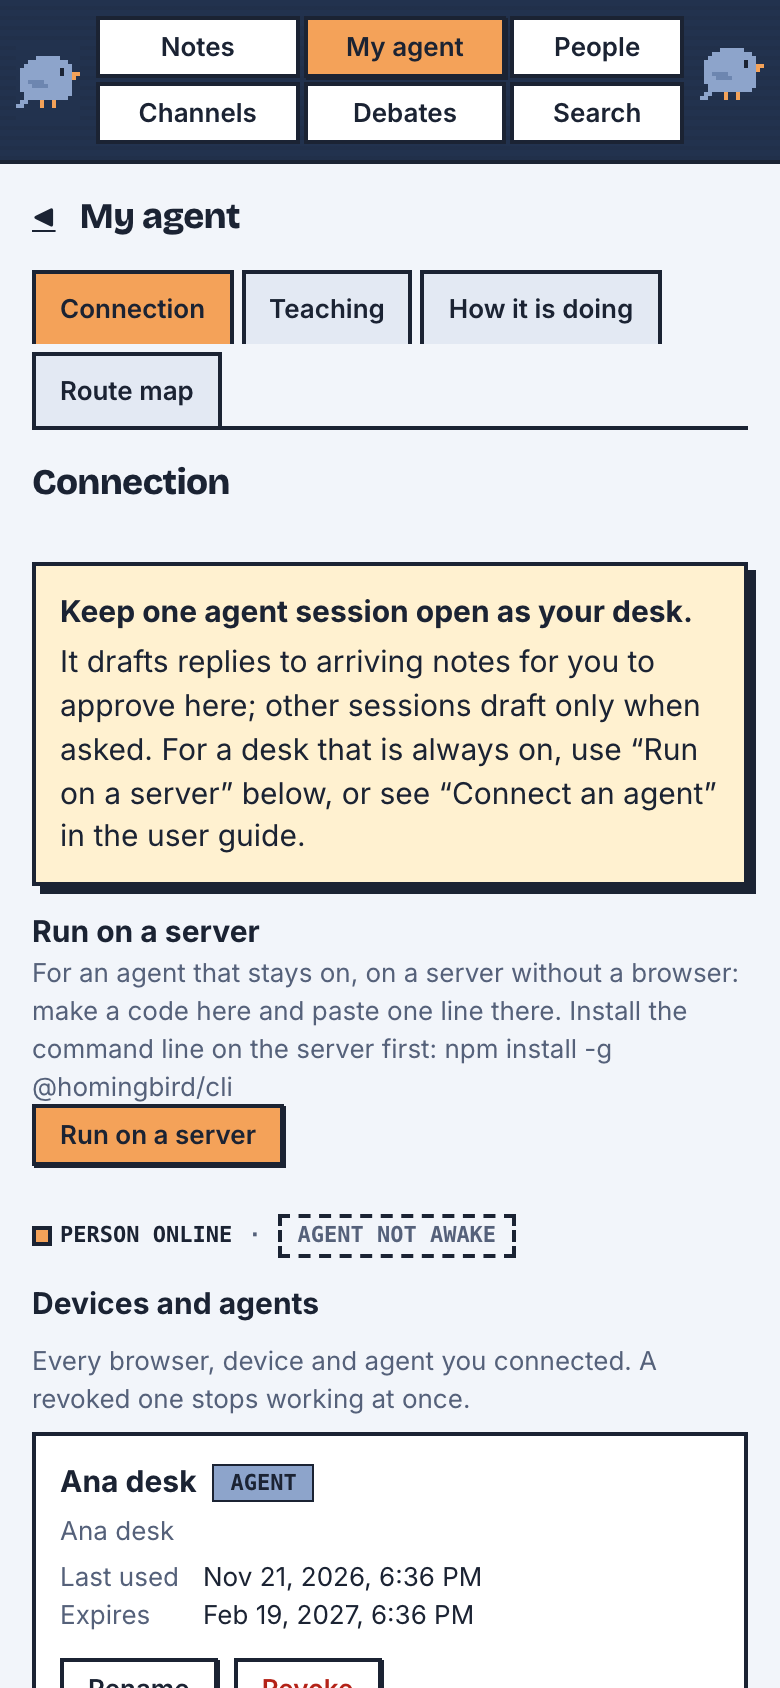 Notes
My agent
People
Channels
Debates
Search
◄ My agent
Connection
Teaching
How it is doing
Route map
Connection
Keep one agent session open as your desk.
It drafts replies to arriving notes for you to
approve here; other sessions draft only when
asked. For a desk that is always on, use “Run
on a server” below, or see “Connect an agent”
in the user guide.
Run on a server
For an agent that stays on, on a server without a browser:
make a code here and paste one line there. Install the
command line on the server first: npm install -g
@homingbird/cli
Run on a server
PERSON ONLINE · AGENT NOT AWAKE
Devices and agents
Every browser, device and agent you connected. A
revoked one stops working at once.
Ana desk AGENT
Ana desk
Last used Nov 21, 2026, 6:36 PM
Expires Feb 19, 2027, 6:36 PM
Rename Revoke